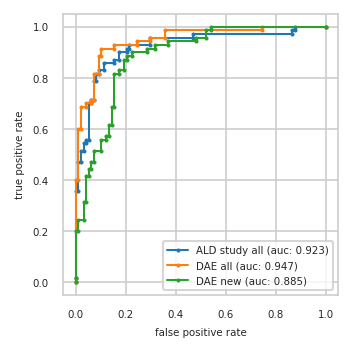 1.0
0.8
0.6
0.4
0.2
0.0
true positive rate
ALD study all (auc: 0.923)
DAE all (auc: 0.947)
DAE new (auc: 0.885)
0.0 0.2 0.4 0.6 0.8 1.0
false positive rate